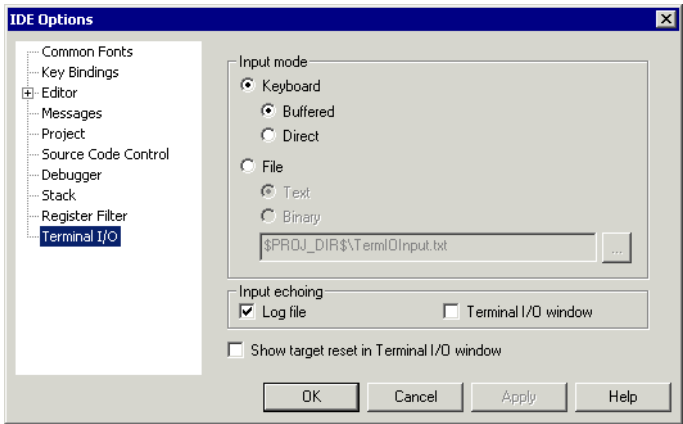 IDE Options
Common Fonts
Key Bindings
Editor
Messages
Project
Source Code Control
Debugger
Stack
Register Filter
Terminal I/O
Input mode
Keyboard
Buffered
Direct
File
Text
Binary
$PROJ_DIR$\TermIOInput.txt
...
Input echoing
Log file
Terminal I/O window
Show target reset in Terminal I/O window
OK
Cancel
Apply
Help